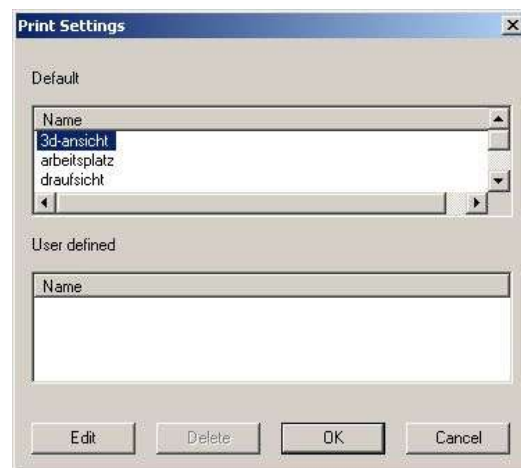 Print Settings
Default
Name
3d-ansicht
arbeitsplatz
draufsicht
User defined
Name
Edit Delete OK Cancel